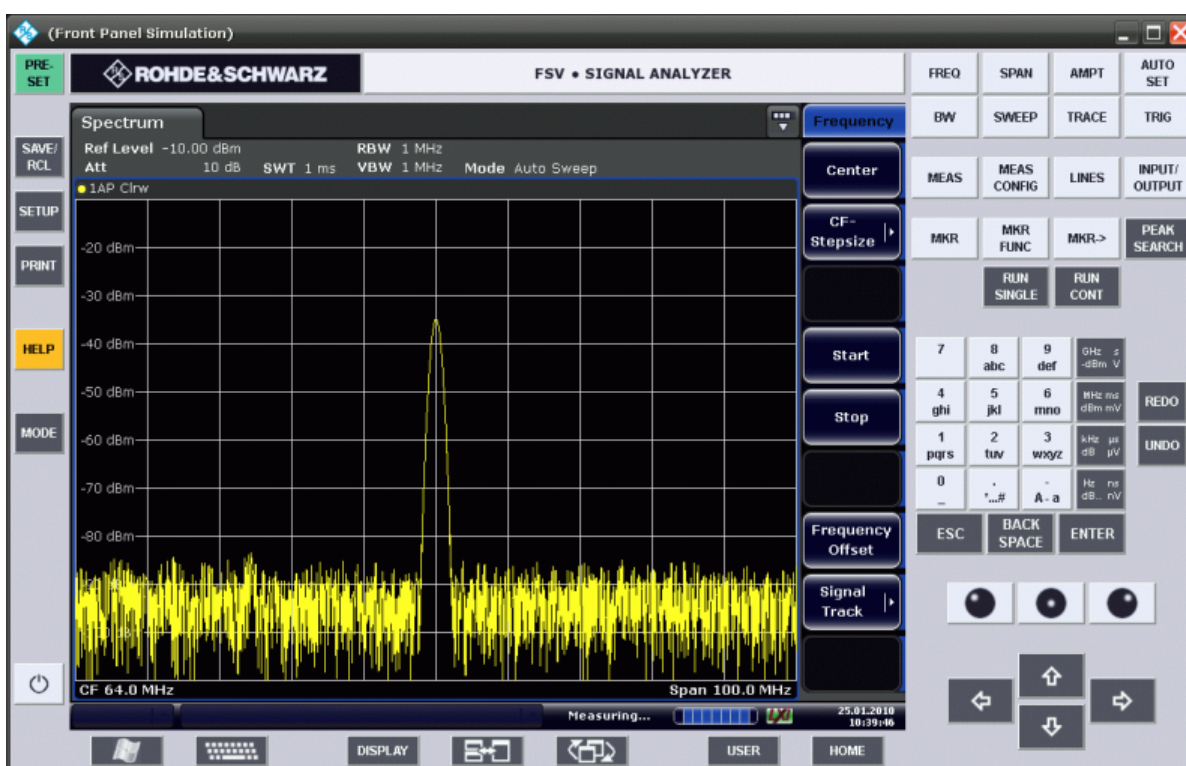 (Front Panel Simulation)
PRE-
SET
ROHDE&SCHWARZ
FSV • SIGNAL ANALYZER
FREQ
SPAN
AMPT
AUTO
SET
BW
SWEEP
TRACE
TRIG
MEAS
MEAS
CONFIG
LINES
INPUT/
OUTPUT
MKR
MKR
FUNC
MKR->
PEAK
SEARCH
RUN
SINGLE
RUN
CONT
SAVE/
RCL
SETUP
PRINT
HELP
MODE
Spectrum
Ref Level -10.00 dBm RBW 1 MHz
Att 10 dB SWT 1 ms VBW 1 MHz Mode Auto Sweep
1AP Clrw
-20 dBm
-30 dBm
-40 dBm
-50 dBm
-60 dBm
-70 dBm
-80 dBm
CF 64.0 MHz Span 100.0 MHz
Measuring...
25.01.2010
10:39:46
Frequency
Center
CF-
Stepsize
Start
Stop
Frequency
Offset
Signal
Track
7
8
abc
9
def
GHz s
-dBm V
4
ghi
5
jkl
6
mno
MHz ms
dBm mV
REDO
1
pqrs
2
tuv
3
wxyz
kHz µs
dB µV
UNDO
0
_
.
*...#
-
A-a
Hz ns
dB.. nV
ESC
BACK
SPACE
ENTER
DISPLAY
USER
HOME